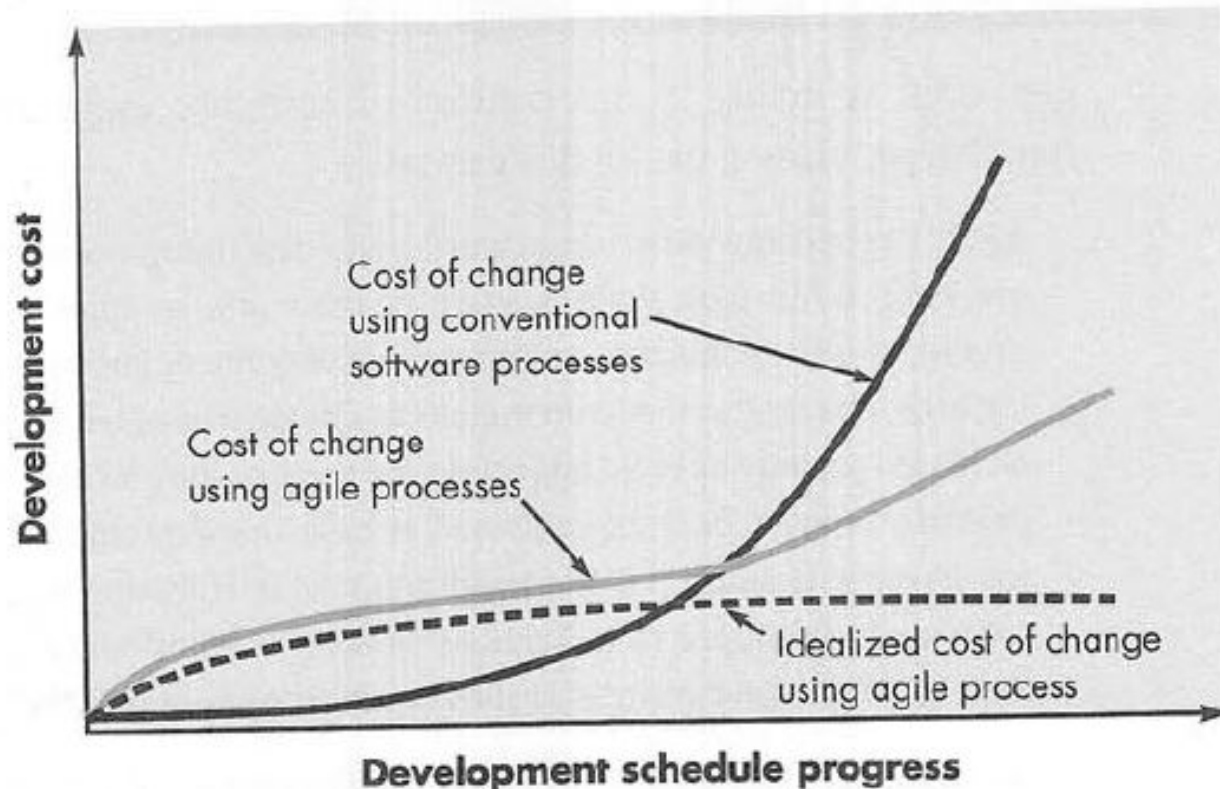 Development cost
Cost of change
using conventional
software processes
Cost of change
using agile processes
Idealized cost of change
using agile process
Development schedule progress